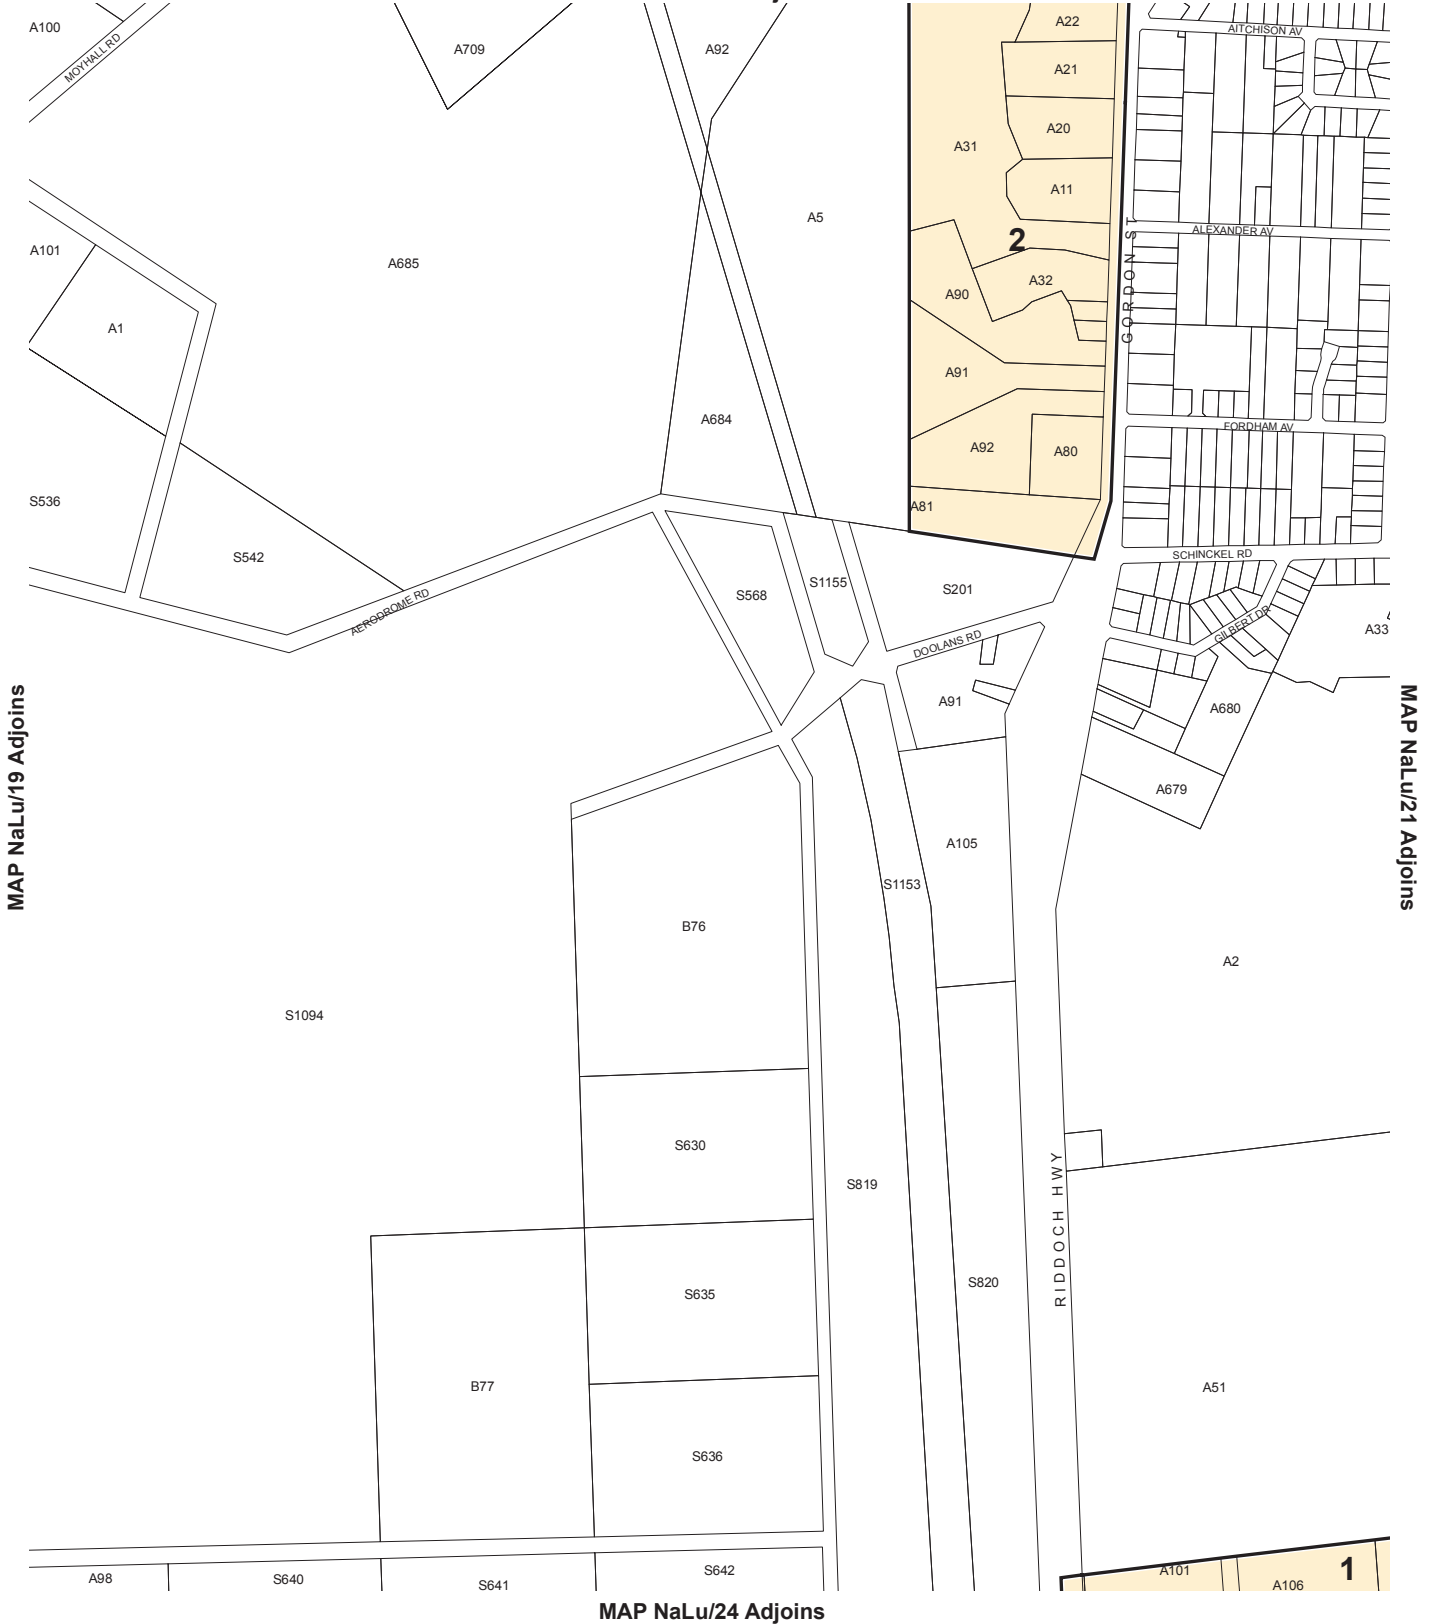 A100
MOYHALL RD
A709
A92
A22
AITCHISON AV
A21
A20
A31
A11
A5
ALEXANDER AV
2
A101
A685
GORDON ST
A32
A90
A1
A91
A684
FORDHAM AV
A92
A80
S536
A81
S542
SCHINCKEL RD
S1155
S201
S568
AERODROME RD
GILBERT DR
A33
DOOLANS RD
A91
A680
MAP NaLu/19 Adjoins
MAP NaLu/21 Adjoins
A679
A105
S1153
B76
A2
S1094
S630
S819
RIDDOCH HWY
S820
S635
B77
A51
S636
A98
S640
S641
S642
A101
1
A106
MAP NaLu/24 Adjoins